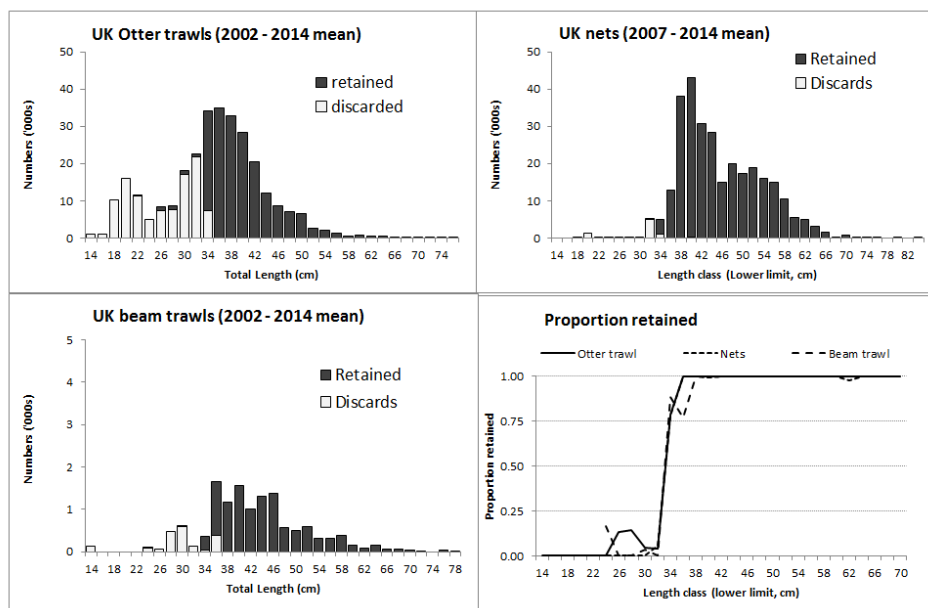 UK Otter trawls (2002 - 2014 mean)
50
40
30
20
10
0
Numbers ('000s)
retained
discarded
14 18 22 26 30 34 38 42 46 50 54 58 62 66 70 74
Total Length (cm)
UK nets (2007 - 2014 mean)
50
40
30
20
10
0
Numbers ('000s)
Retained
Discards
14 18 22 26 30 34 38 42 46 50 54 58 62 66 70 74 78 82
Length class (Lower limit, cm)
UK beam trawls (2002 - 2014 mean)
5
4
3
2
1
0
Numbers ('000s)
Retained
Discards
14 18 22 26 30 34 38 42 46 50 54 58 62 66 70 74 78
Total Length (cm)
Proportion retained
Otter trawl Nets Beam trawl
1.00
0.75
0.50
0.25
0.00
Proportion retained
14 18 22 26 30 34 38 42 46 50 54 58 62 66 70
Length class (lower limit, cm)